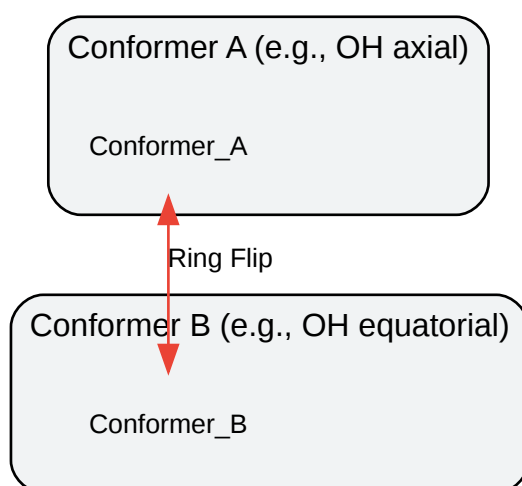 Conformer A (e.g., OH axial)
Conformer_A
Ring Flip
Conformer B (e.g., OH equatorial)
Conformer_B